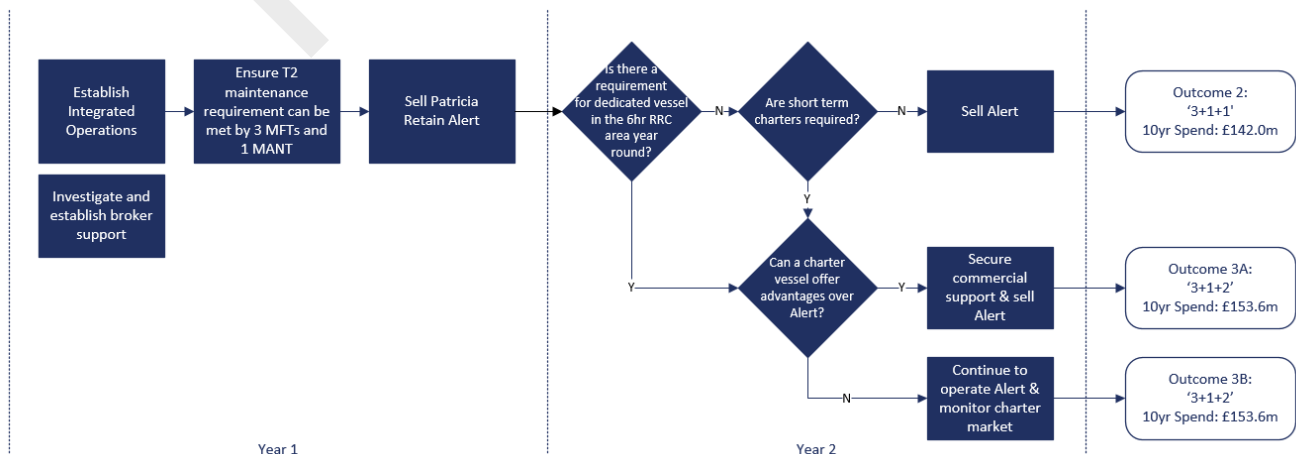 Establish
Integrated
Operations
Investigate and
establish broker
support
Ensure T2
maintenance
requirement can be
met by 3 MFTs and
1 MANT
Sell Patricia
Retain Alert
Is there a
requirement
for dedicated vessel
in the 6hr RRC
area year
round?
N
Y
Are short term
charters required?
N
Y
Sell Alert
Outcome 2:
'3+1+1'
10yr Spend: £142.0m
Can a charter
vessel offer
advantages over
Alert?
Y
N
Secure
commercial
support & sell
Alert
Outcome 3A:
‘3+1+2’
10yr Spend: £153.6m
Continue to
operate Alert &
monitor charter
market
Outcome 3B:
‘3+1+2’
10yr Spend: £153.6m
Year 1
Year 2